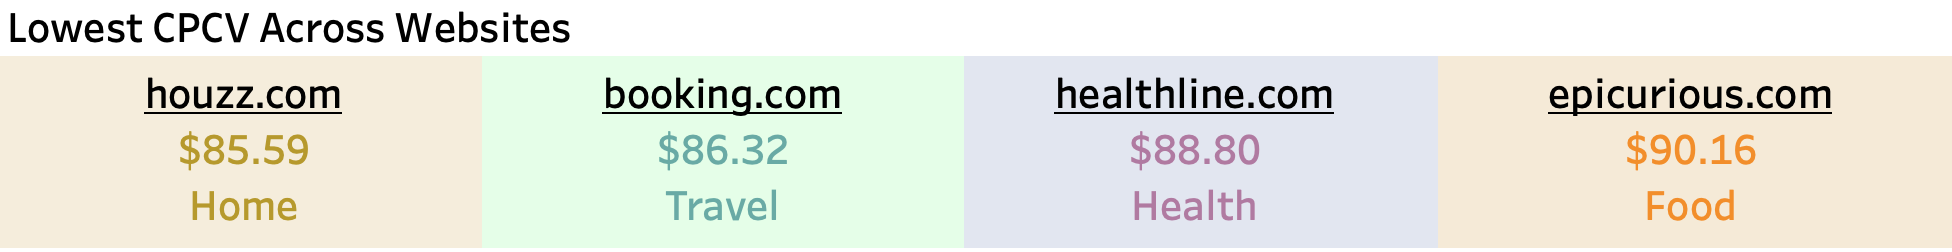 Lowest CPCV Across Websites
houzz.com
$85.59
Home
booking.com
$86.32
Travel
healthline.com
$88.80
Health
epicurious.com
$90.16
Food